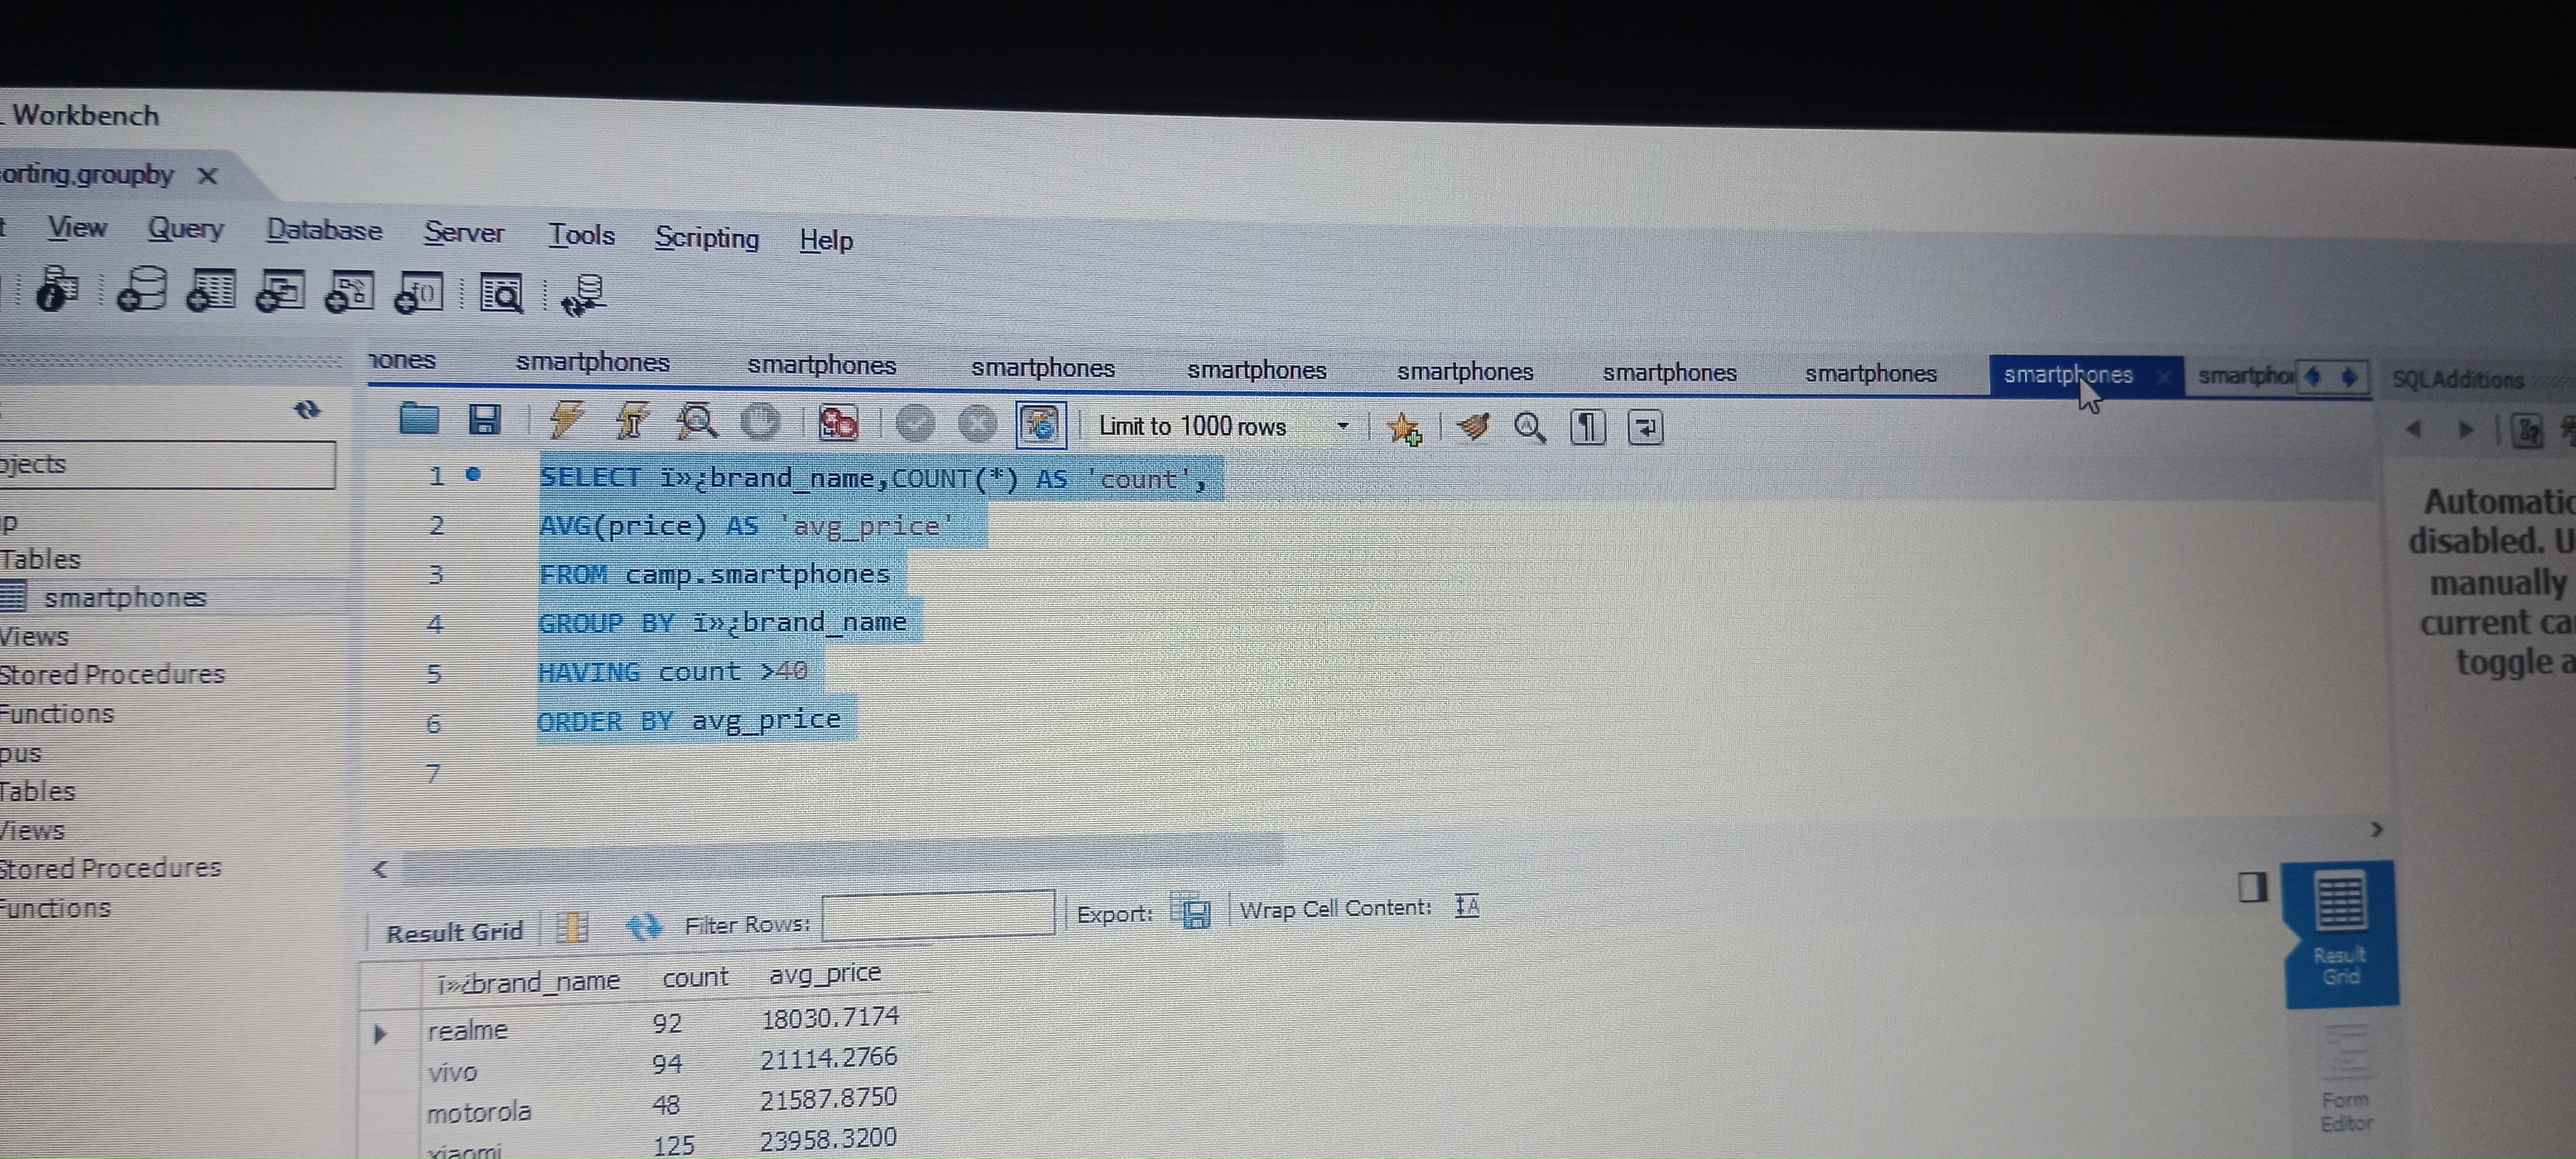 Workbench
orting.groupby
View Query Database Server Tools Scripting Help
hones smartphones smartphones smartphones smartphones smartphones smartphones smartphones smartphones smartphon SQLAdditions
Limit to 1000 rows
bjects
p
Tables
smartphones
Views
Stored Procedures
Functions
pus
Tables
Views
Stored Procedures
Functions
1 SELECT ï»¿brand_name,COUNT(*) AS 'count',
2 AVG(price) AS 'avg_price'
3 FROM camp.smartphones
4 GROUP BY ï»¿brand_name
5 HAVING count >40
6 ORDER BY avg_price
7
Automatic
disabled. U
manually
current ca
toggle a
Result Grid Filter Rows: Export: Wrap Cell Content: IA
ï»¿brand_name count avg_price
realme 92 18030.7174
vivo 94 21114.2766
motorola 48 21587.8750
xiaomi 125 23958.3200
Result
Grid
Form
Editor